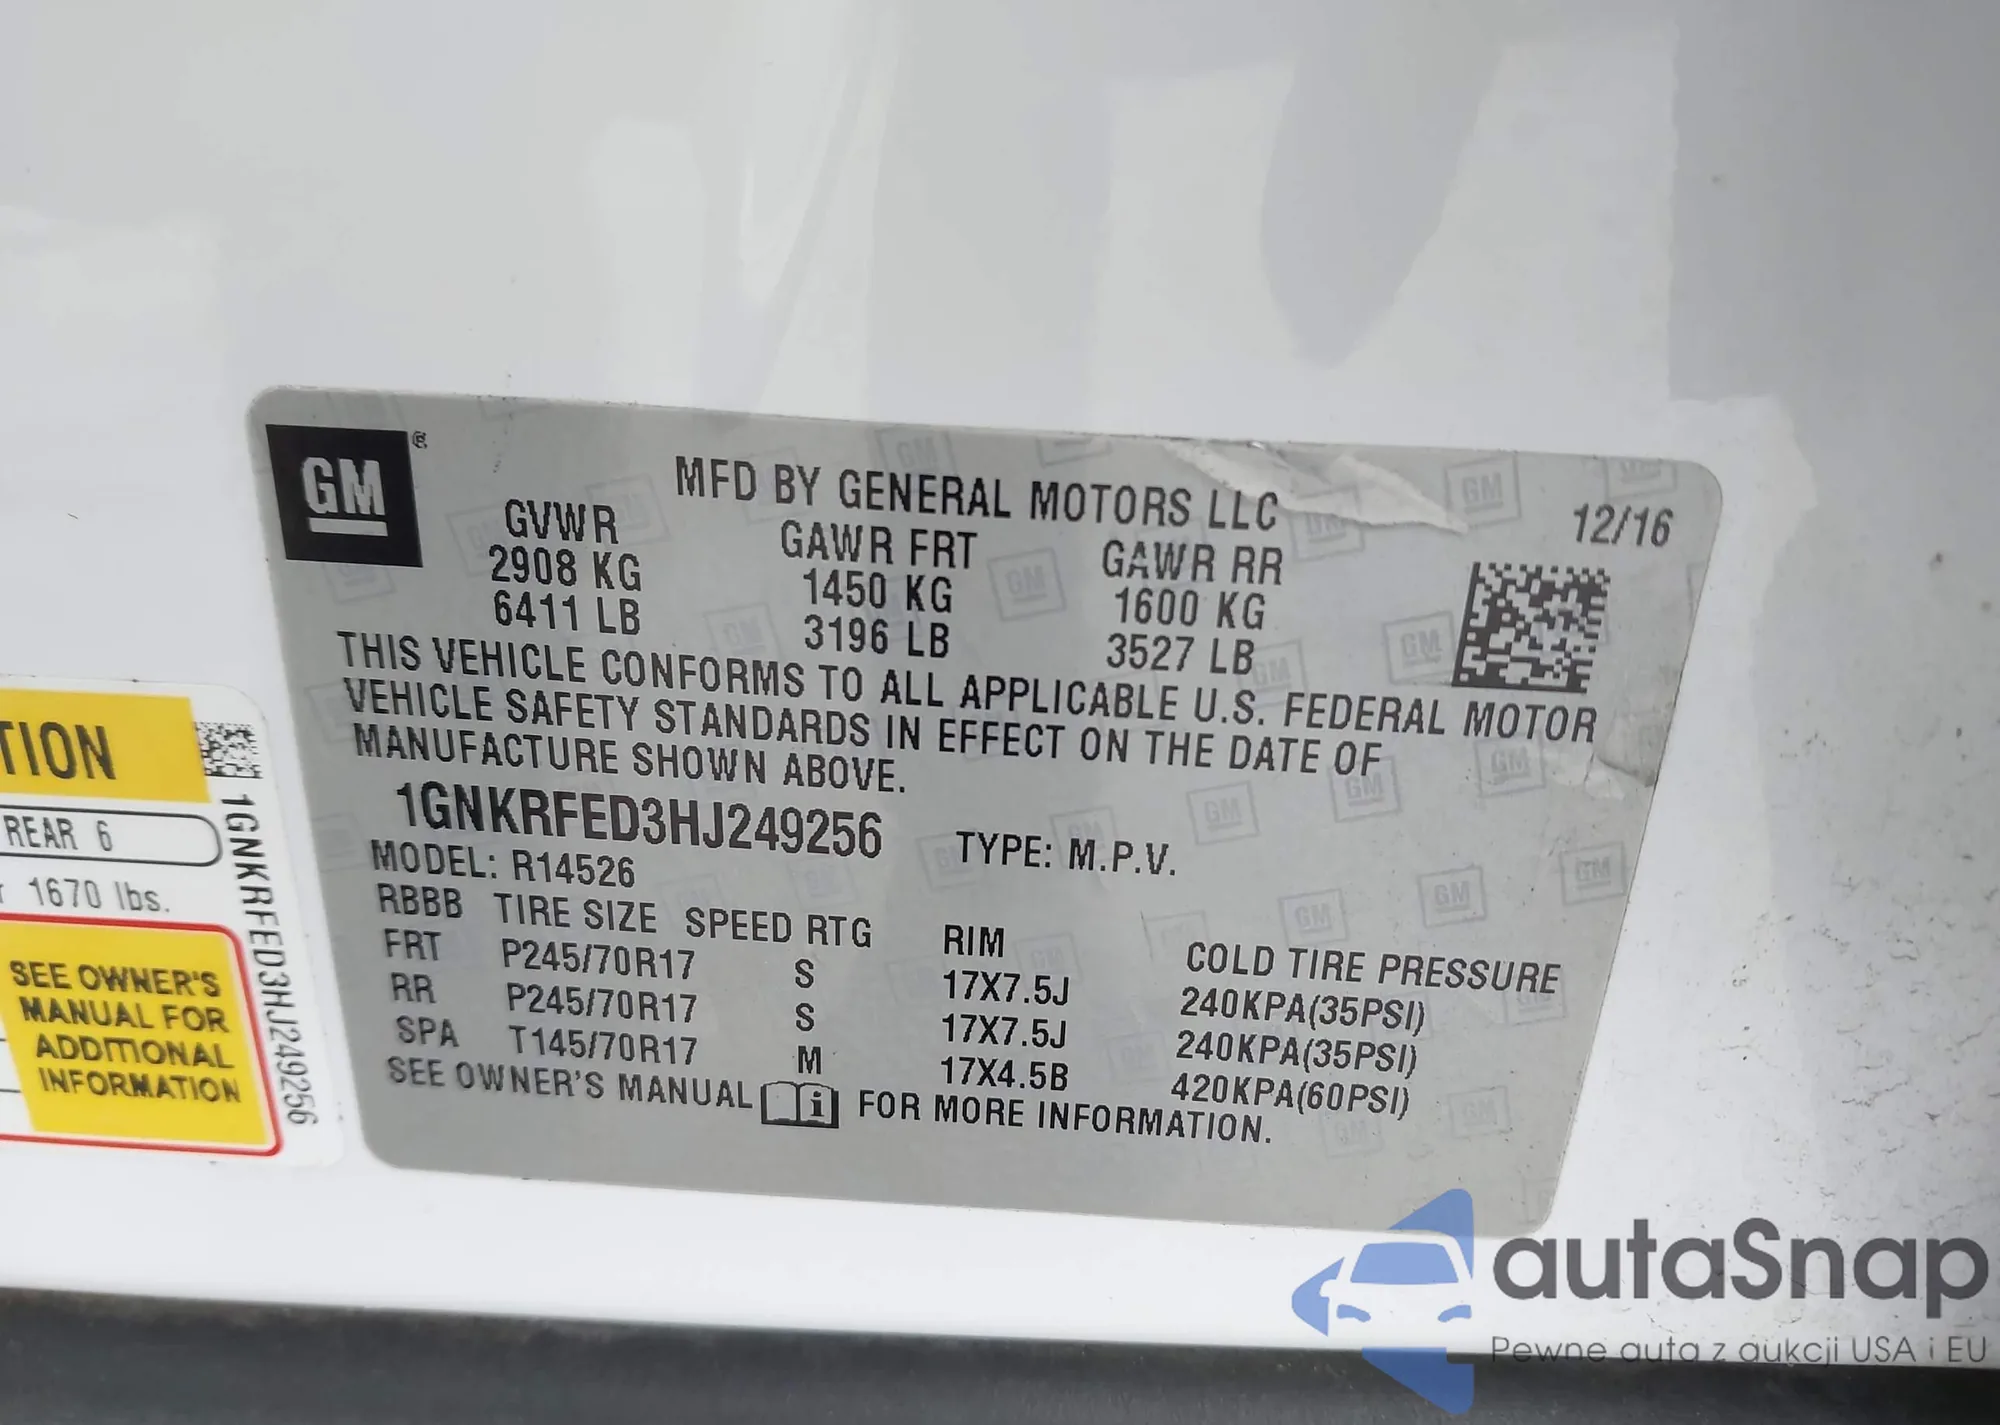 GM ®
MFD BY GENERAL MOTORS LLC
12/16
GVWR GAWR FRT GAWR RR
2908 KG 1450 KG 1600 KG
6411 LB 3196 LB 3527 LB
THIS VEHICLE CONFORMS TO ALL APPLICABLE U.S. FEDERAL MOTOR
VEHICLE SAFETY STANDARDS IN EFFECT ON THE DATE OF
MANUFACTURE SHOWN ABOVE.
1GNKRFED3HJ249256 TYPE: M.P.V.
MODEL: R14526
RBBB TIRE SIZE SPEED RTG RIM COLD TIRE PRESSURE
FRT P245/70R17 S 17X7.5J 240KPA(35PSI)
RR P245/70R17 S 17X7.5J 240KPA(35PSI)
SPA T145/70R17 M 17X4.5B 420KPA(60PSI)
SEE OWNER'S MANUAL i FOR MORE INFORMATION.
TION
REAR 6
1670 lbs.
SEE OWNER'S
MANUAL FOR
ADDITIONAL
INFORMATION
1GNKRFED3HJ249256
autaSnap
Pewne auta z aukcji USA i EU